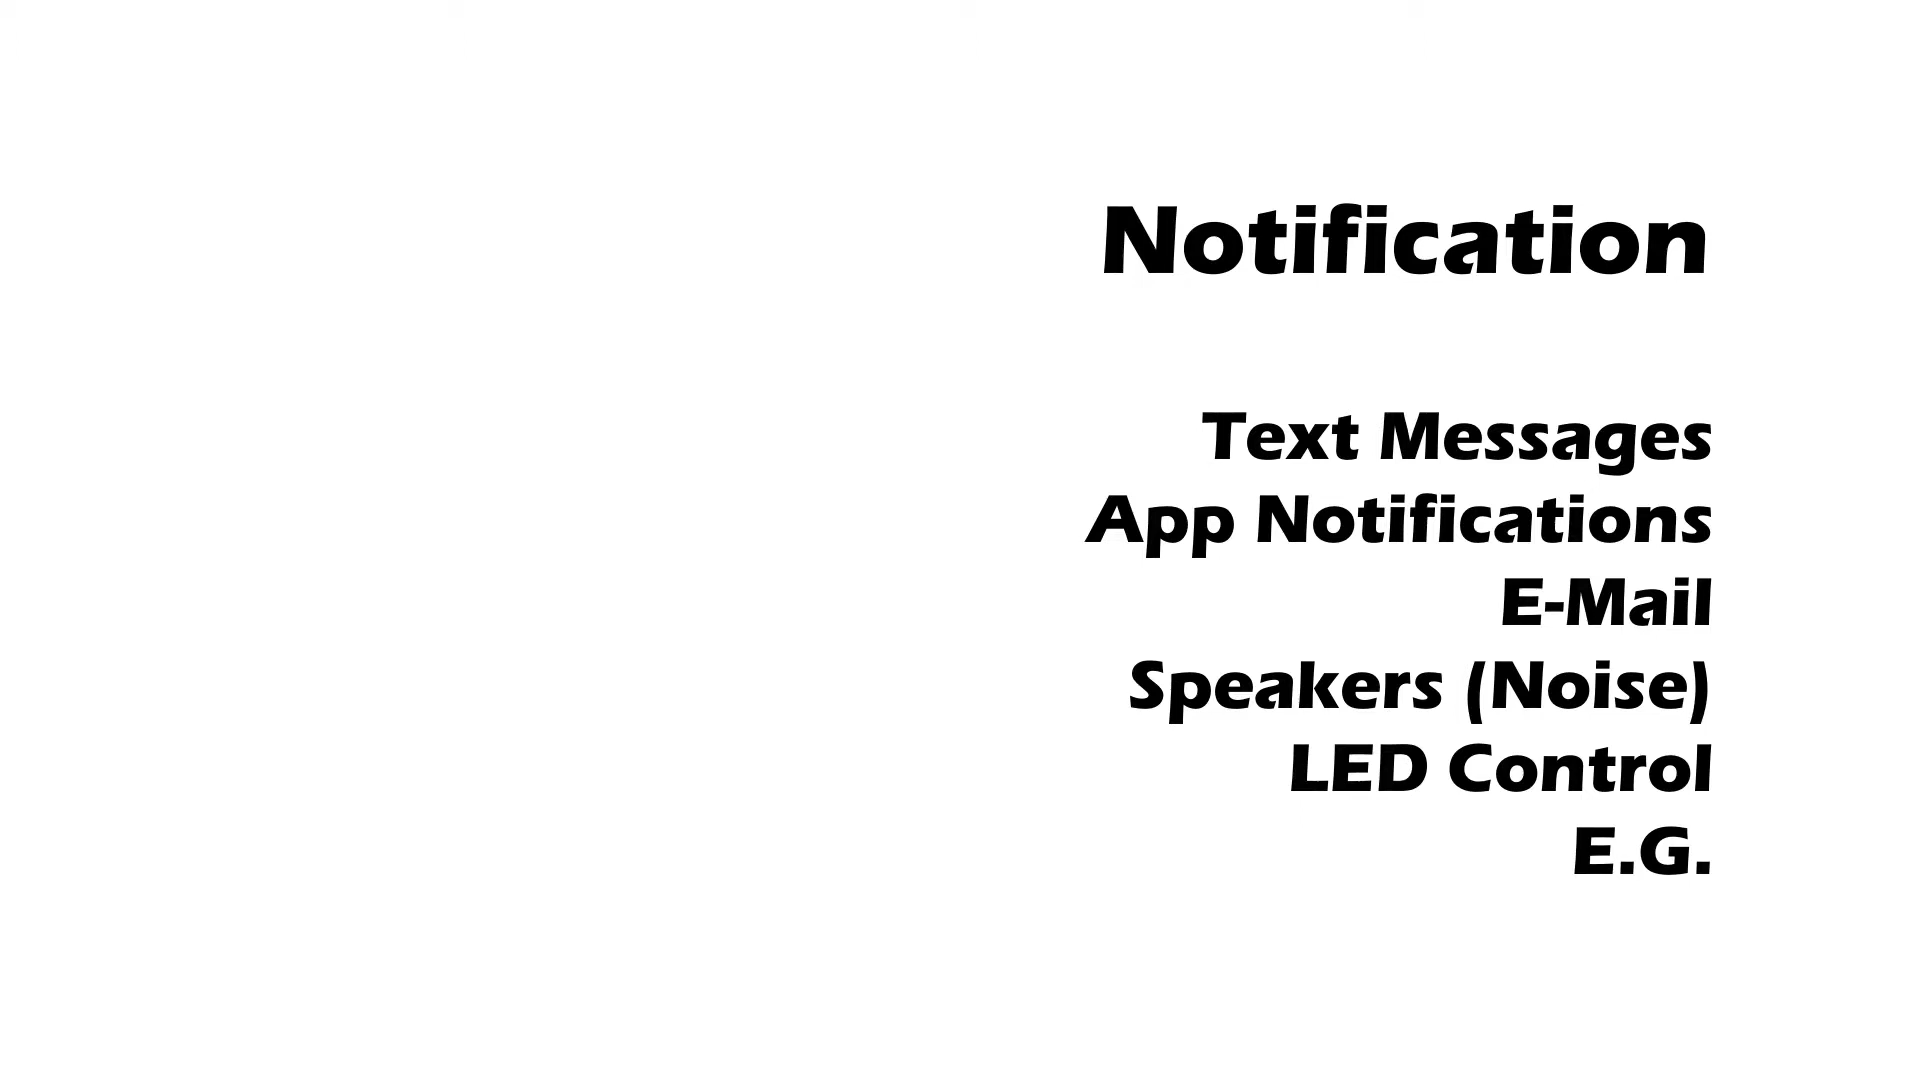 Notification
Text Messages
App Notifications
E-Mail
Speakers (Noise)
LED Control
E.G.